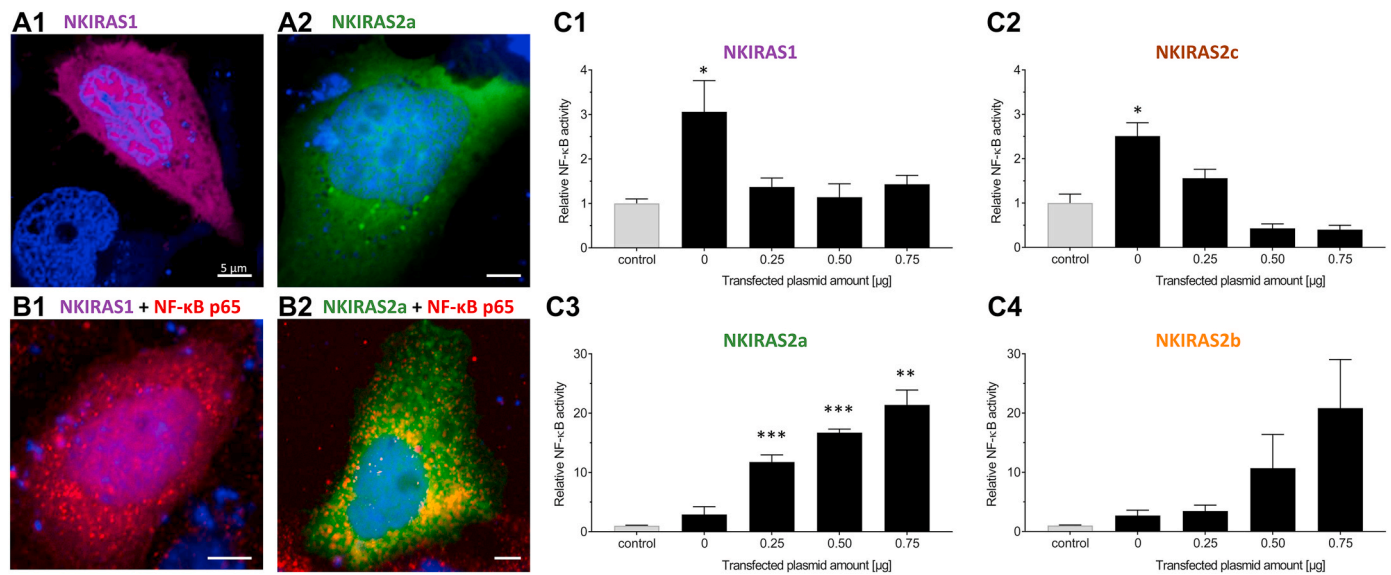 A1 NKIRAS1
5 µm
A2 NKIRAS2a
B1 NKIRAS1 + NF-κB p65
B2 NKIRAS2a + NF-κB p65
C1
NKIRAS1
Relative NF-κB activity
4
3
2
1
0
*
control 0 0.25 0.50 0.75
Transfected plasmid amount [µg]
C2
NKIRAS2c
Relative NF-κB activity
4
3
2
1
0
*
control 0 0.25 0.50 0.75
Transfected plasmid amount [µg]
C3
NKIRAS2a
Relative NF-κB activity
30
20
10
0
*** *** **
control 0 0.25 0.50 0.75
Transfected plasmid amount [µg]
C4
NKIRAS2b
Relative NF-κB activity
30
20
10
0
control 0 0.25 0.50 0.75
Transfected plasmid amount [µg]